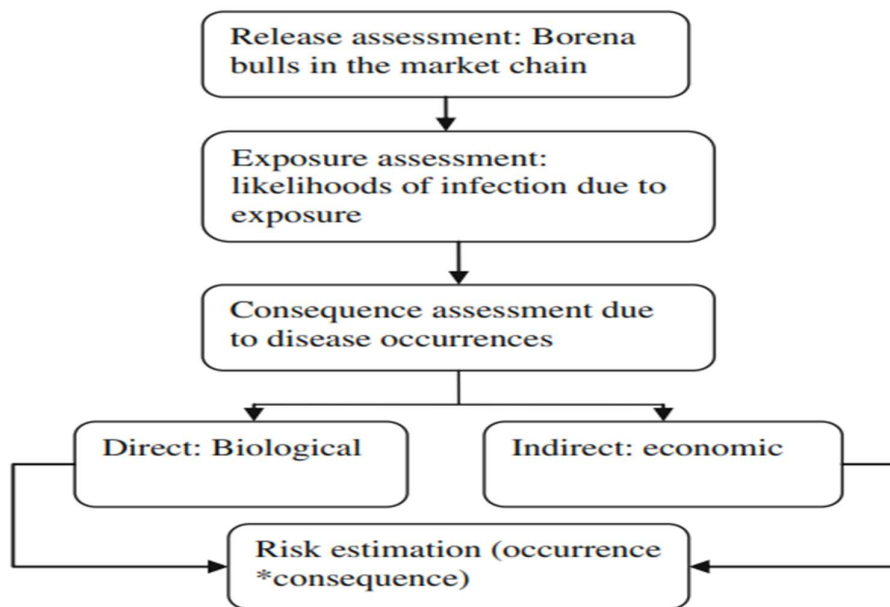 Release assessment: Borena
bulls in the market chain
Exposure assessment:
likelihoods of infection due to
exposure
Consequence assessment due
to disease occurrences
Direct: Biological
Indirect: economic
Risk estimation (occurrence
*consequence)